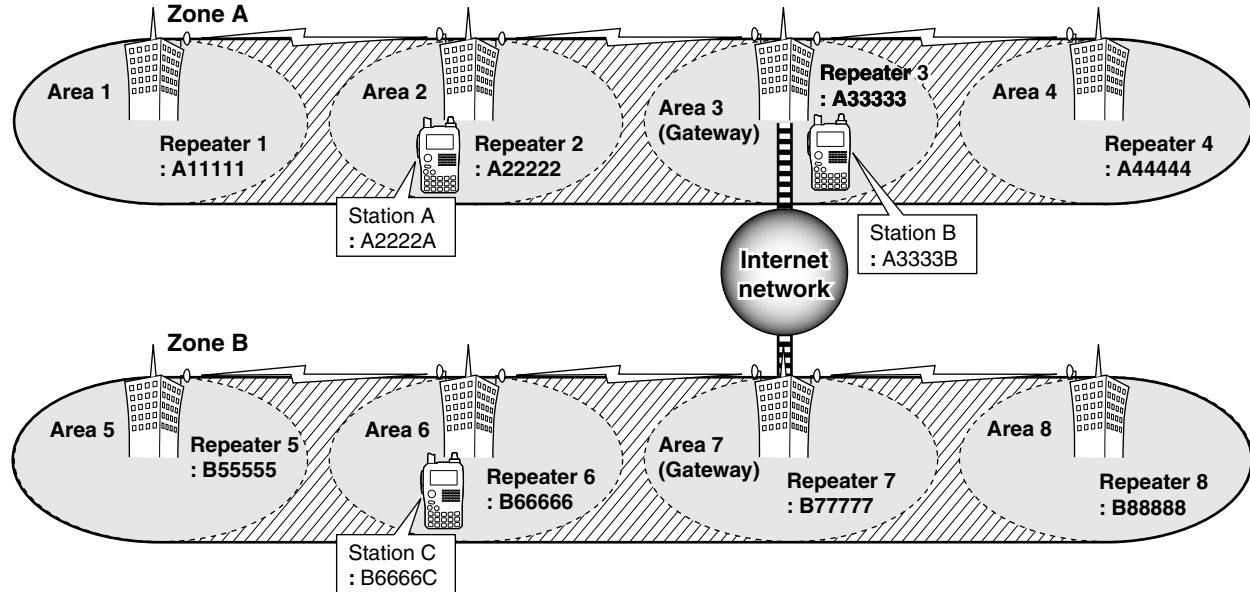 Zone A
Area 1
Repeater 1
: A11111
Area 2
Repeater 2
: A22222
Station A
: A2222A
Area 3
(Gateway)
Repeater 3
: A33333
Station B
: A3333B
Area 4
Repeater 4
: A44444
Internet
network
Zone B
Area 5
Repeater 5
: B55555
Area 6
Repeater 6
: B66666
Station C
: B6666C
Area 7
(Gateway)
Repeater 7
: B77777
Area 8
Repeater 8
: B88888